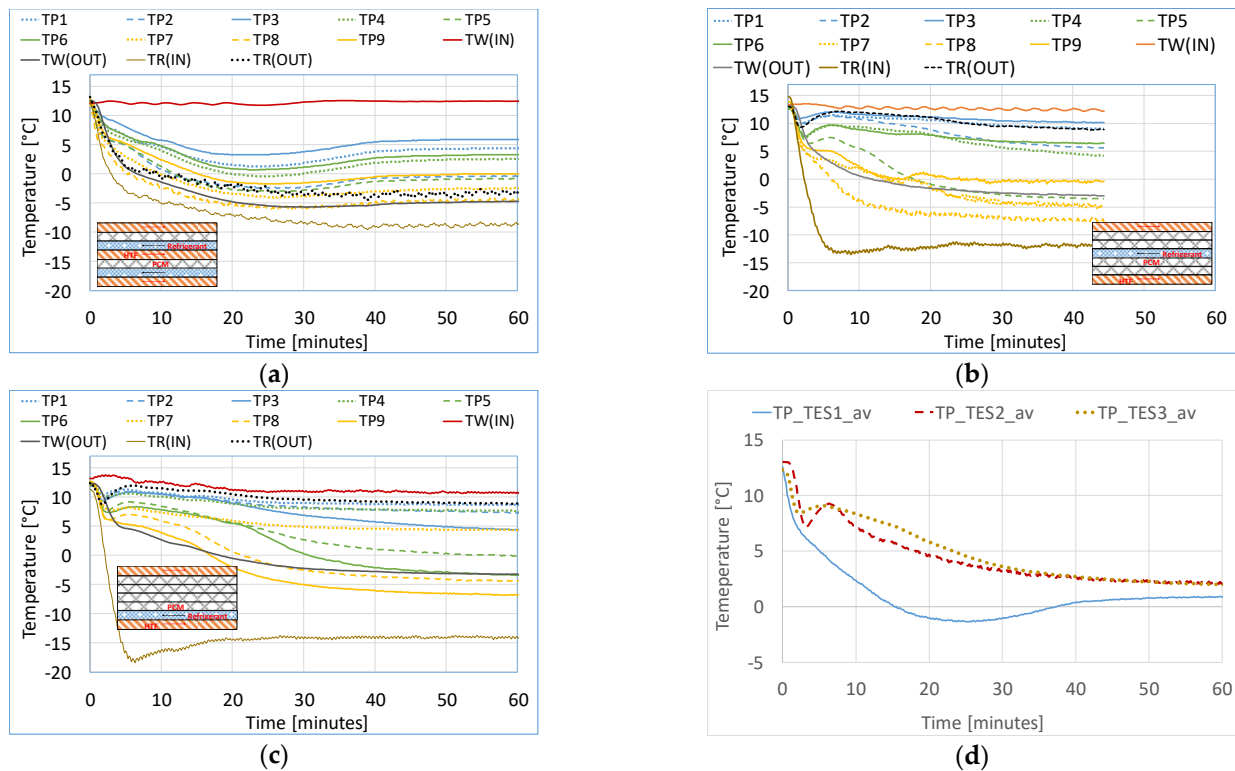 TP1 TP2 TP3 TP4 TP5
TP6 TP7 TP8 TP9 TW(IN)
TW(OUT) TR(IN) TR(OUT)
Temperature [°C]
15
10
5
0
-5
-10
-15
-20
Refrigerant
HTF
PCM
0 10 20 30 40 50 60
Time [minutes]
(a)
TP1 TP2 TP3 TP4 TP5
TP6 TP7 TP8 TP9 TW(IN)
TW(OUT) TR(IN) TR(OUT)
Temperature [°C]
15
10
5
0
-5
-10
-15
-20
Refrigerant
PCM
HTF
0 10 20 30 40 50 60
Time [minutes]
(b)
TP1 TP2 TP3 TP4 TP5
TP6 TP7 TP8 TP9 TW(IN)
TW(OUT) TR(IN) TR(OUT)
Temperature [°C]
15
10
5
0
-5
-10
-15
-20
PCM
Refrigerant
HTF
0 10 20 30 40 50 60
Time [minutes]
(c)
TP_TES1_av TP_TES2_av TP_TES3_av
Temeperature [°C]
15
10
5
0
-5
0 10 20 30 40 50 60
Time [minutes]
(d)